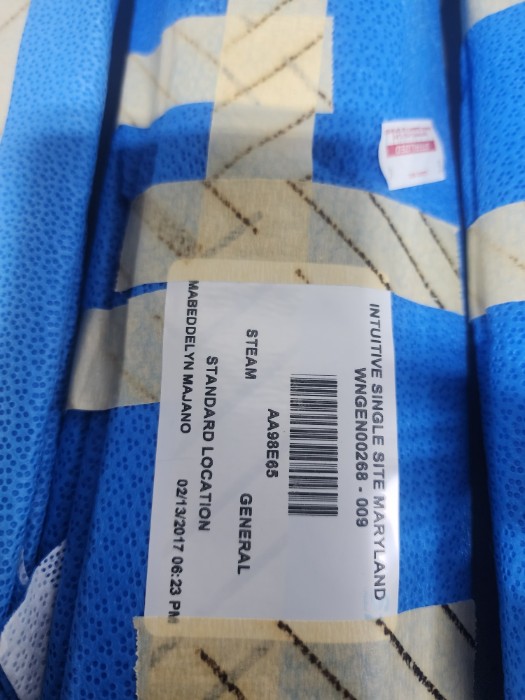 INTUITIVE SINGLE SITE MARYLAND
WNGEN00268 - 009
AA98E65
STEAM GENERAL
STANDARD LOCATION
MABEDDELYN MAJANO 02/13/2017 06:23 PM